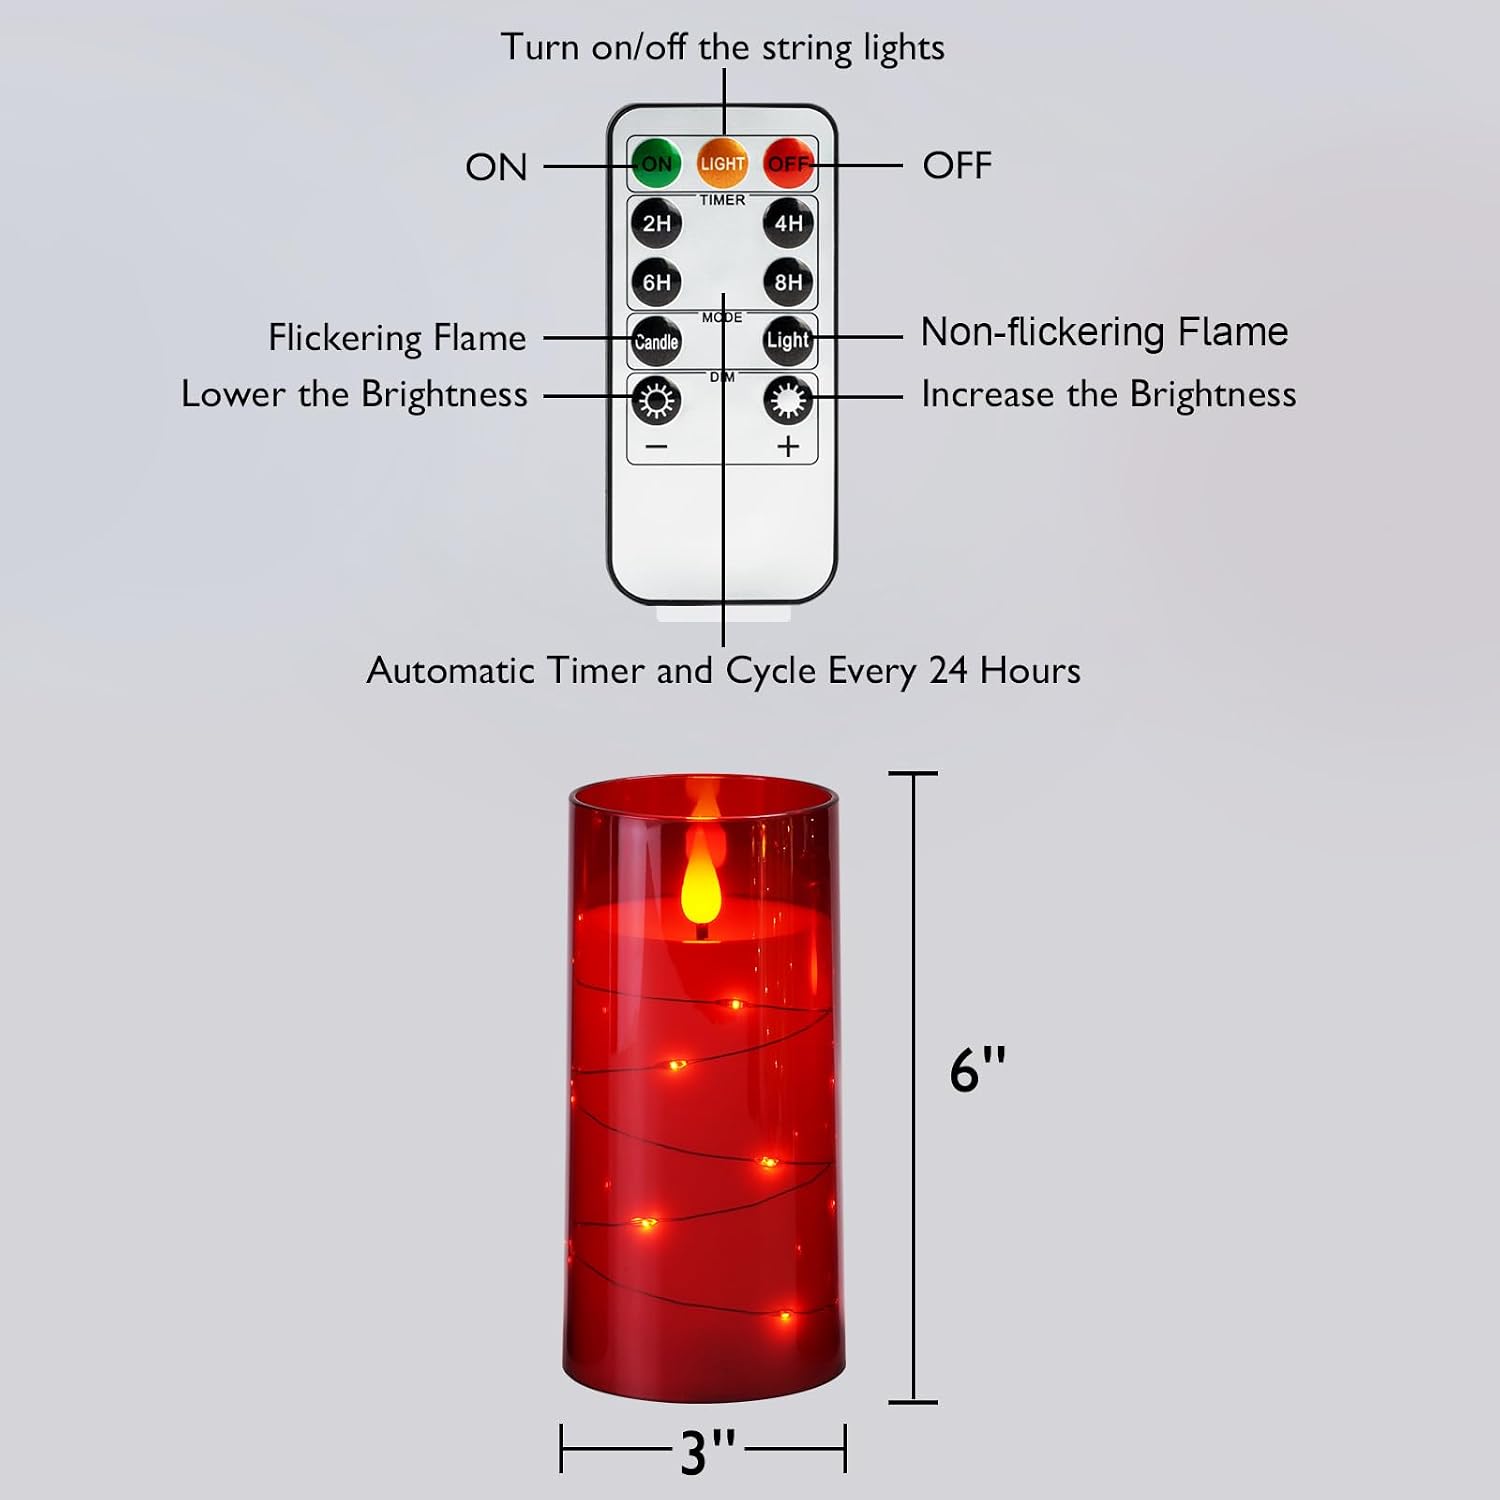 Turn on/off the string lights
ON
ON
LIGHT
OFF
OFF
TIMER
2H
4H
6H
8H
MODE
Flickering Flame
Candle
Light
Non-flickering Flame
DIM
Lower the Brightness
Increase the Brightness
− +
Automatic Timer and Cycle Every 24 Hours
6"
3"